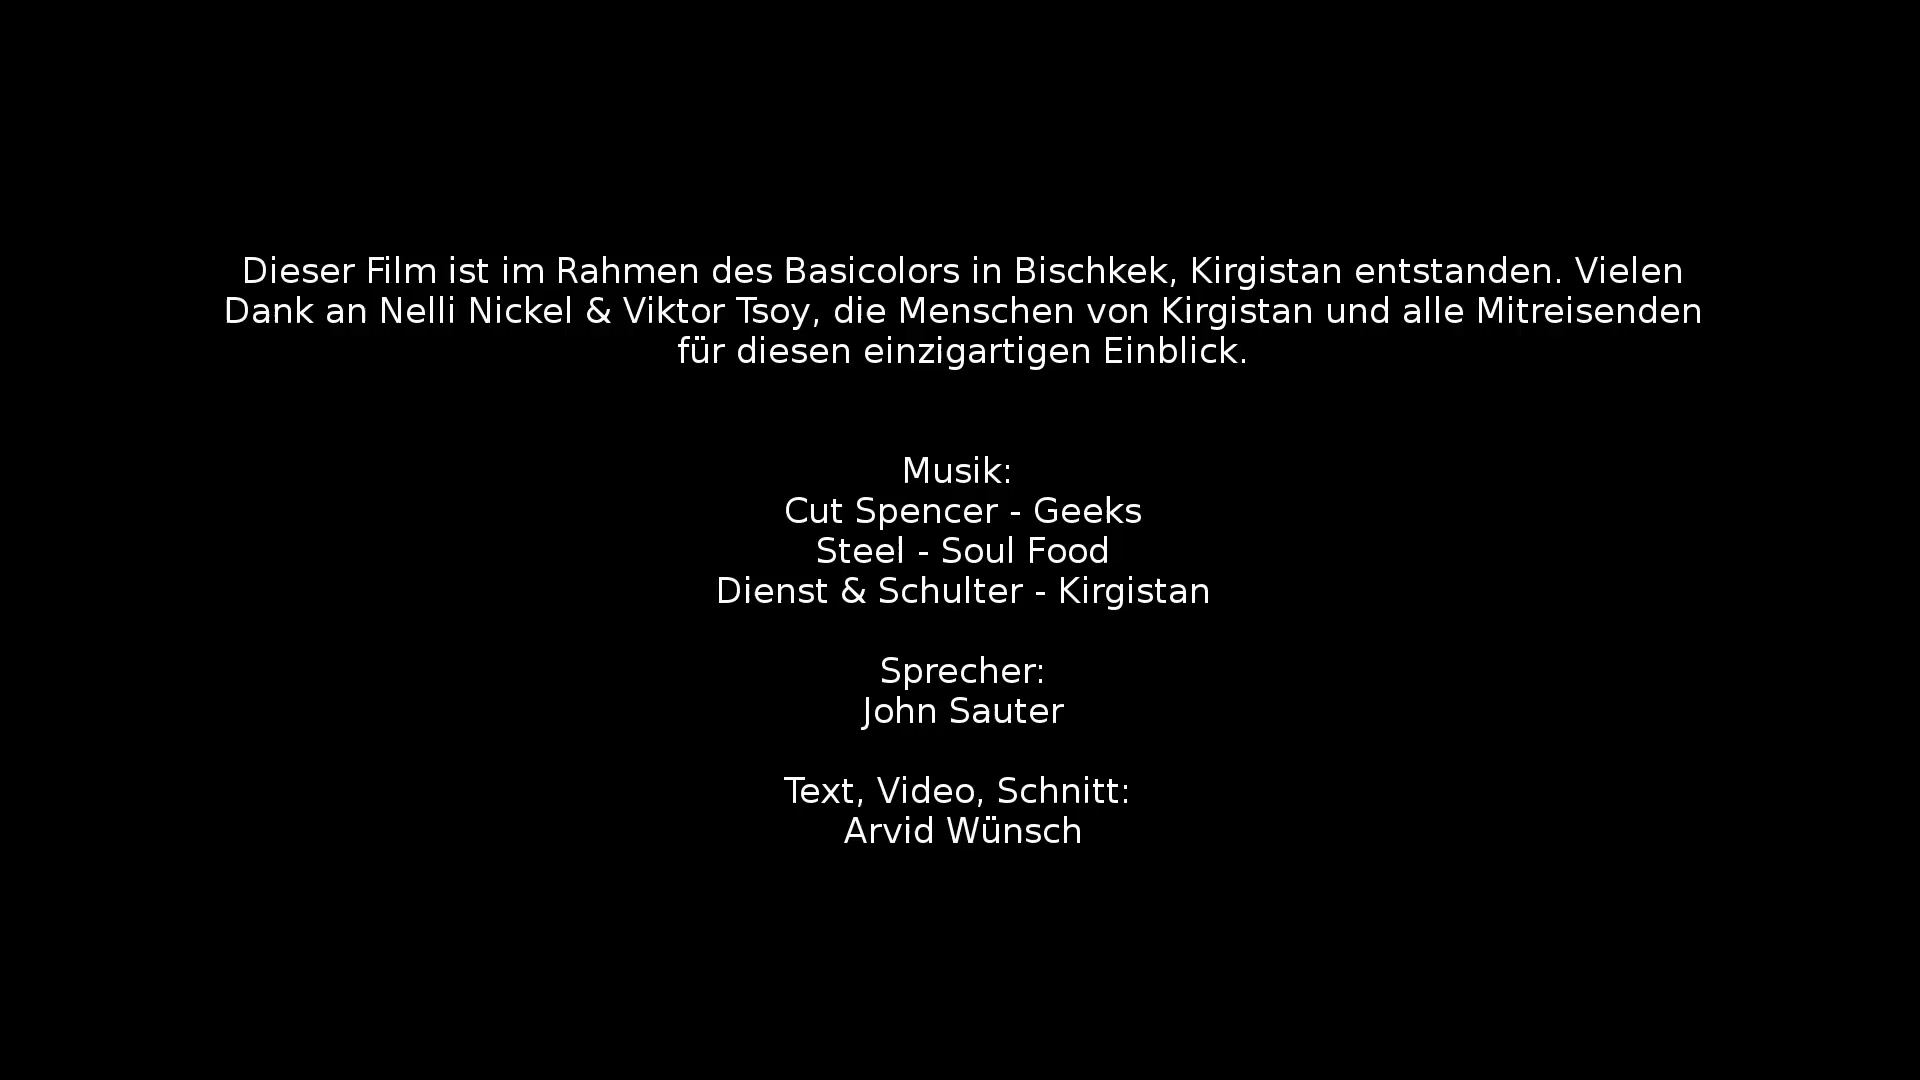 Dieser Film ist im Rahmen des Basicolors in Bischkek, Kirgistan entstanden. Vielen
Dank an Nelli Nickel & Viktor Tsoy, die Menschen von Kirgistan und alle Mitreisenden
für diesen einzigartigen Einblick.
Musik:
Cut Spencer - Geeks
Steel - Soul Food
Dienst & Schulter - Kirgistan
Sprecher:
John Sauter
Text, Video, Schnitt:
Arvid Wünsch